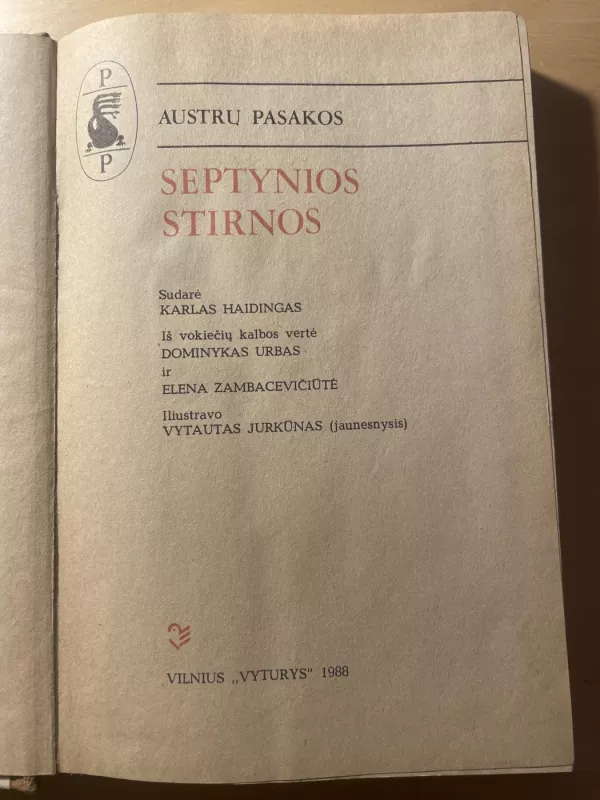 P
P
AUSTRŲ PASAKOS
SEPTYNIOS
STIRNOS
Sudarė
KARLAS HAIDINGAS
Iš vokiečių kalbos vertė
DOMINYKAS URBAS
ir
ELENA ZAMBACEVIČIŪTĖ
Iliustravo
VYTAUTAS JURKŪNAS (jaunesnysis)
VILNIUS „VYTURYS" 1988